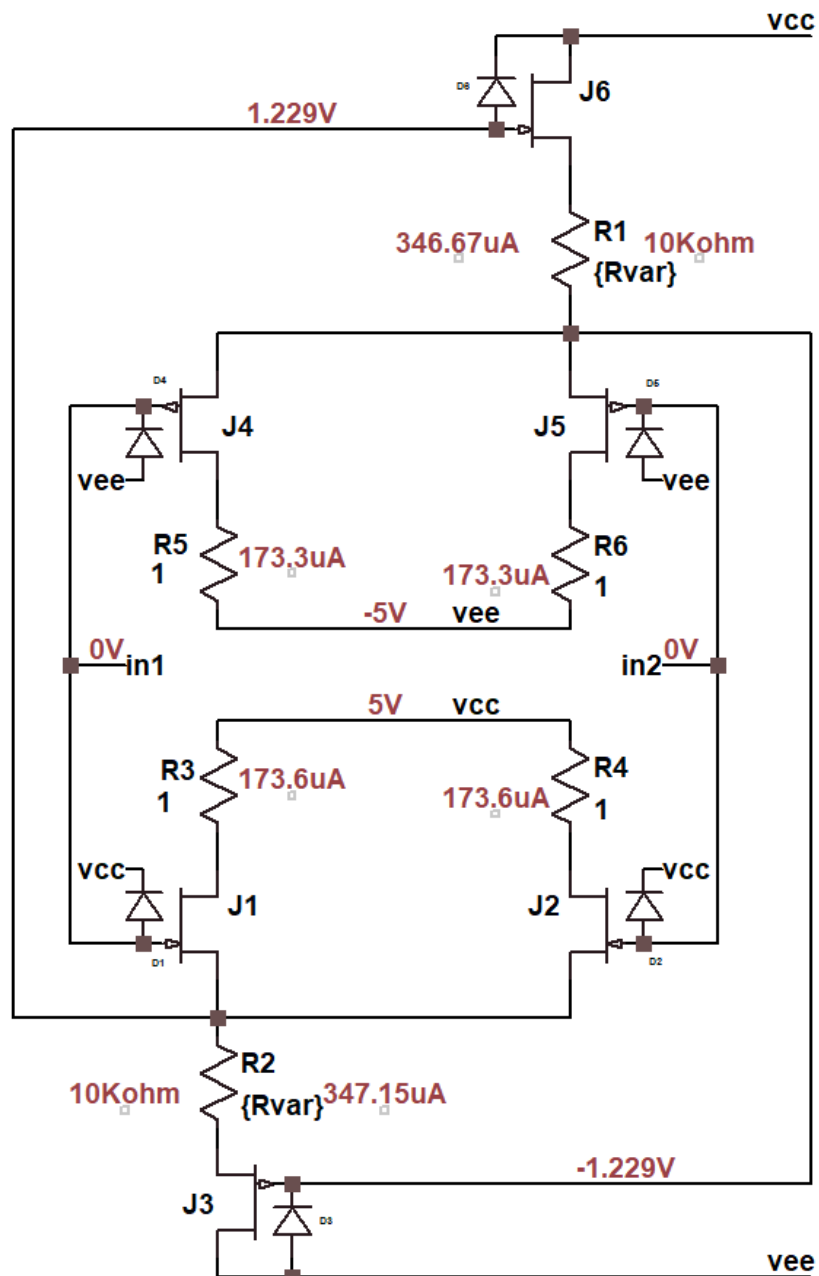 vcc
D6
J6
1.229V
346.67uA
R1
10Kohm
{Rvar}
D4
D5
J4
J5
vee
vee
R5
1
173.3uA
R6
1
173.3uA
-5V
vee
0V
in1
in2
0V
5V
vcc
R3
1
173.6uA
R4
1
173.6uA
vcc
vcc
J1
J2
D1
D2
R2
{Rvar}
10Kohm
347.15uA
-1.229V
J3
D3
vee